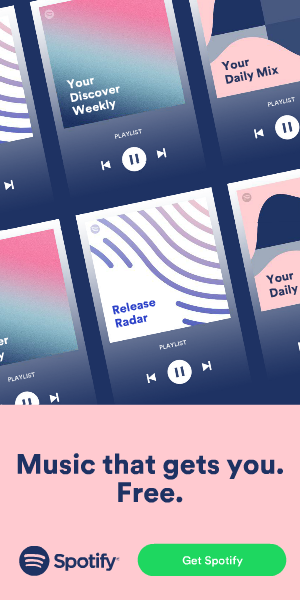 Your
Discover
Weekly
PLAYLIST
Your
Daily Mix
PLAYLIST
Release
Radar
PLAYLIST
Your
Daily
PLAYLIST
Music that gets you.
Free.
Spotify
Get Spotify